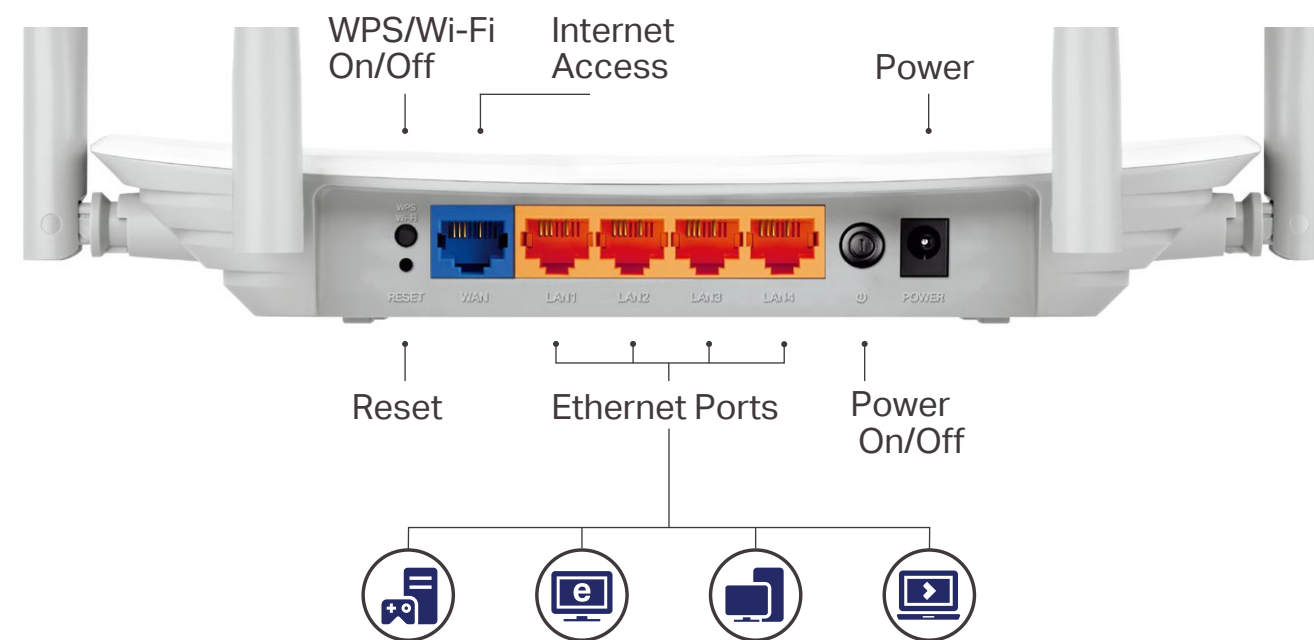 WPS/Wi-Fi
On/Off
Internet
Access
Power
WPS
Wi-Fi
RESET
WAN
LAN1
LAN2
LAN3
LAN4
POWER
Reset
Ethernet Ports
Power
On/Off
e